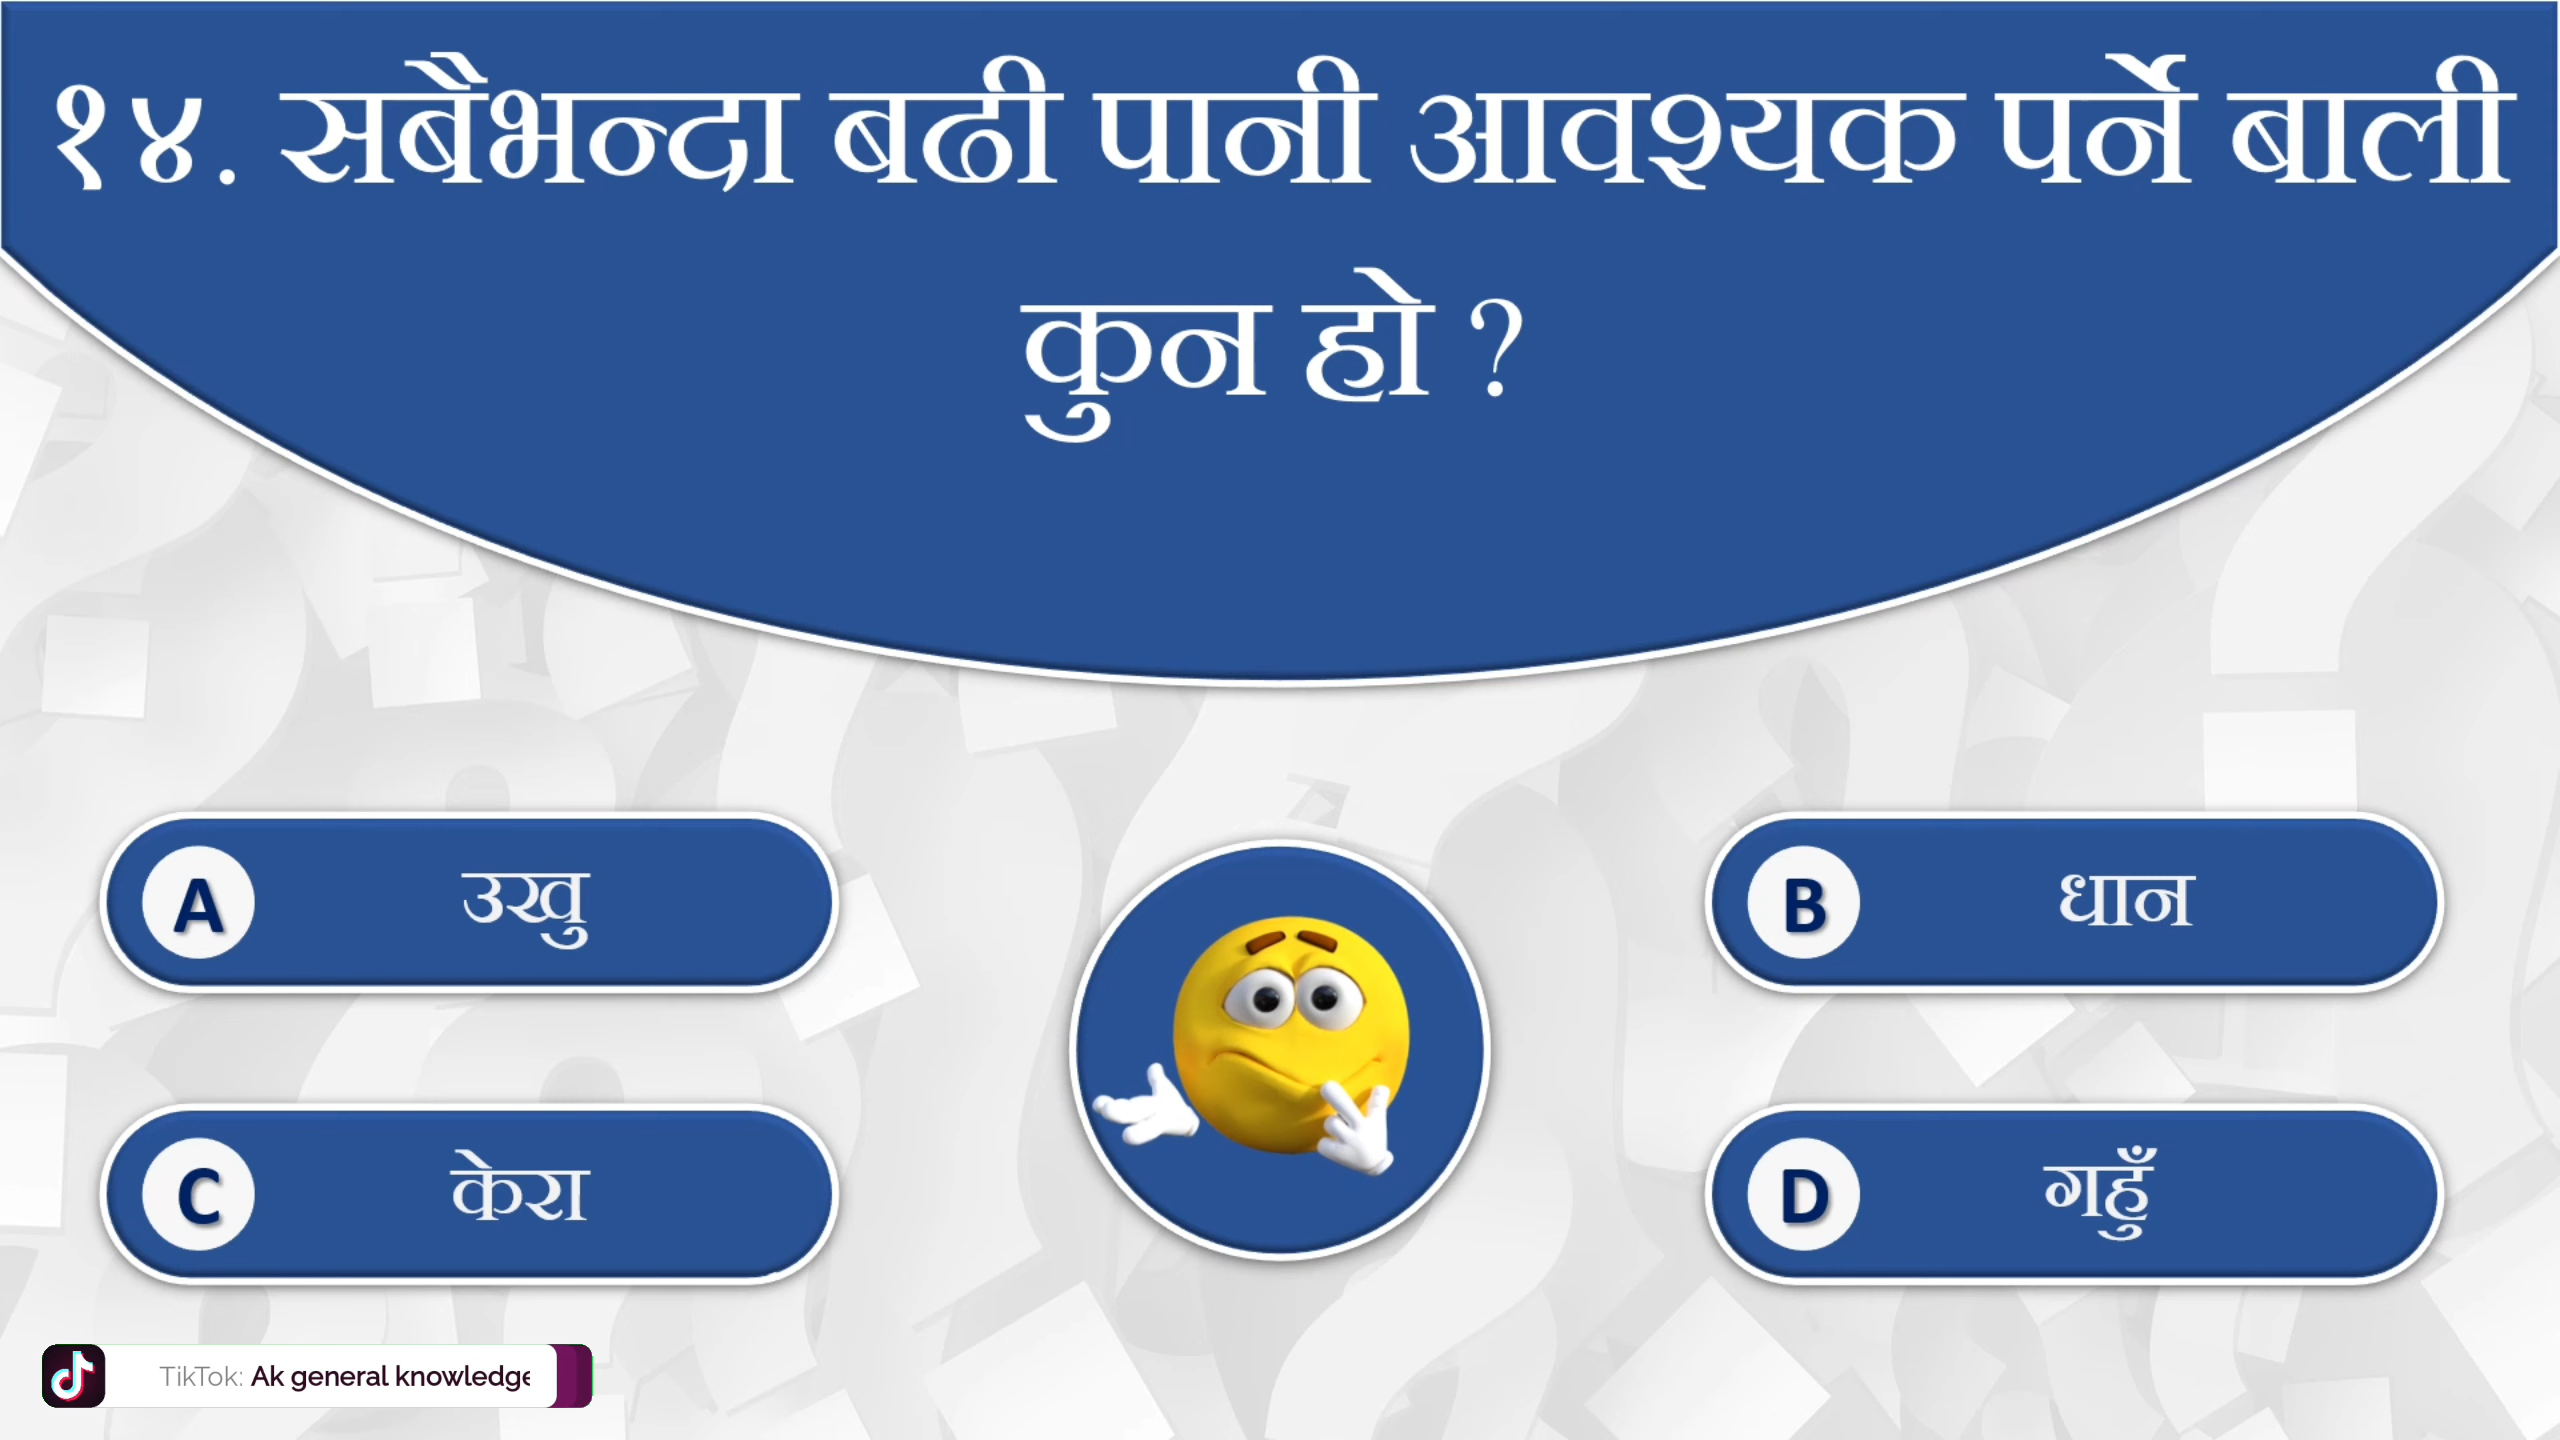 १४. सबैभन्दा बढी पानी आवश्यक पर्ने बाली
कुन हो ?
A उखु
B धान
C केरा
D गहुँ
TikTok: Ak general knowledge